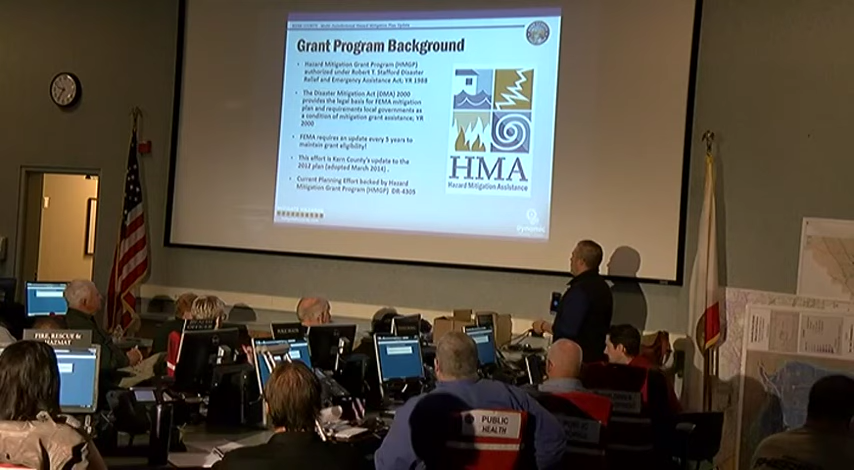 Grant Program Background
• Hazard Mitigation Grant Program (HMGP)
authorized under Robert T. Stafford Disaster
Relief and Emergency Assistance Act; YR 1988
• The Disaster Mitigation Act (DMA) 2000
provides the legal basis for FEMA mitigation
plan and requirements local governments as
a condition of mitigation grant assistance; YR
2000
• FEMA requires an update every 5 years to
maintain grant eligibility!
• This effort is Kern County's update to the
2012 plan (adopted March 2014) .
• Current Planning Effort backed by Hazard
Mitigation Grant Program (HMGP) DR-4305
HMA
Hazard Mitigation Assistance
FIRE, RESCUE &
HAZMAT
PUBLIC
HEALTH